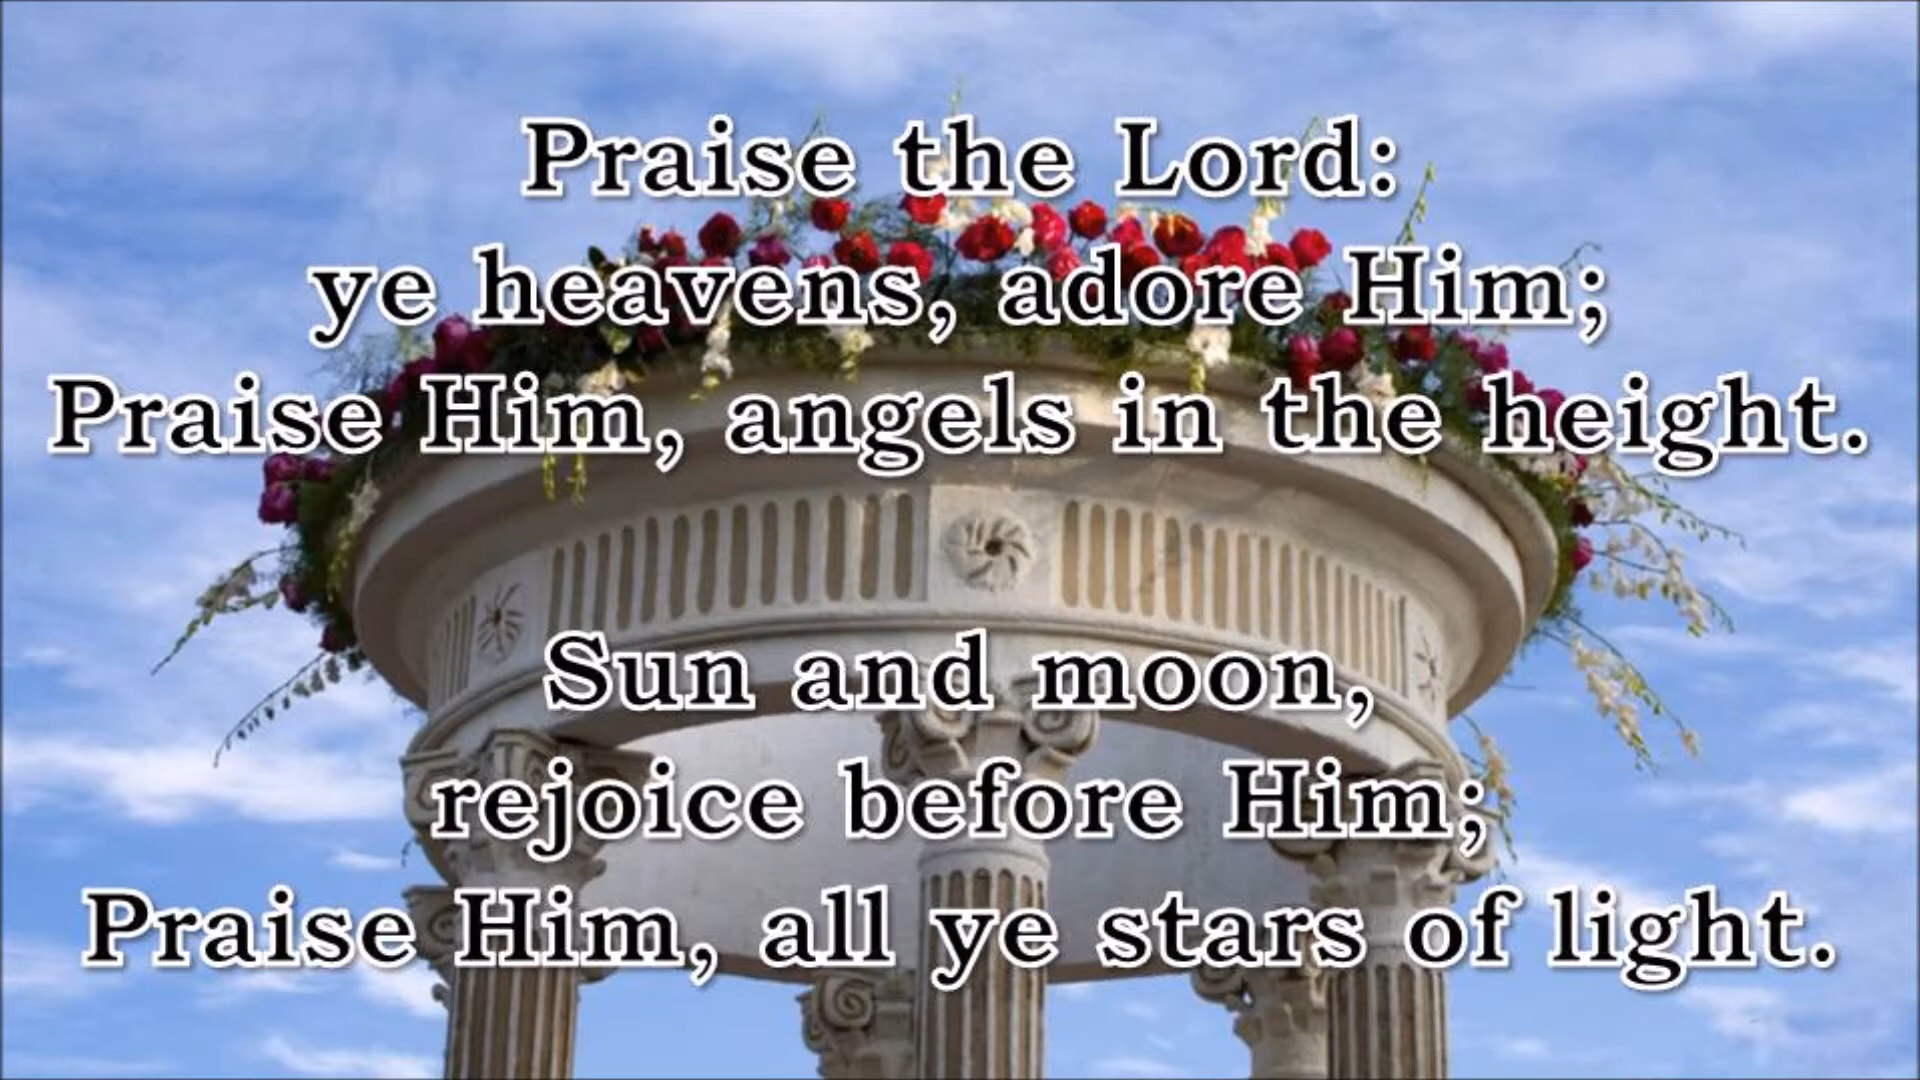 Praise the Lord:
ye heavens, adore Him;
Praise Him, angels in the height.
Sun and moon,
rejoice before Him;
Praise Him, all ye stars of light.